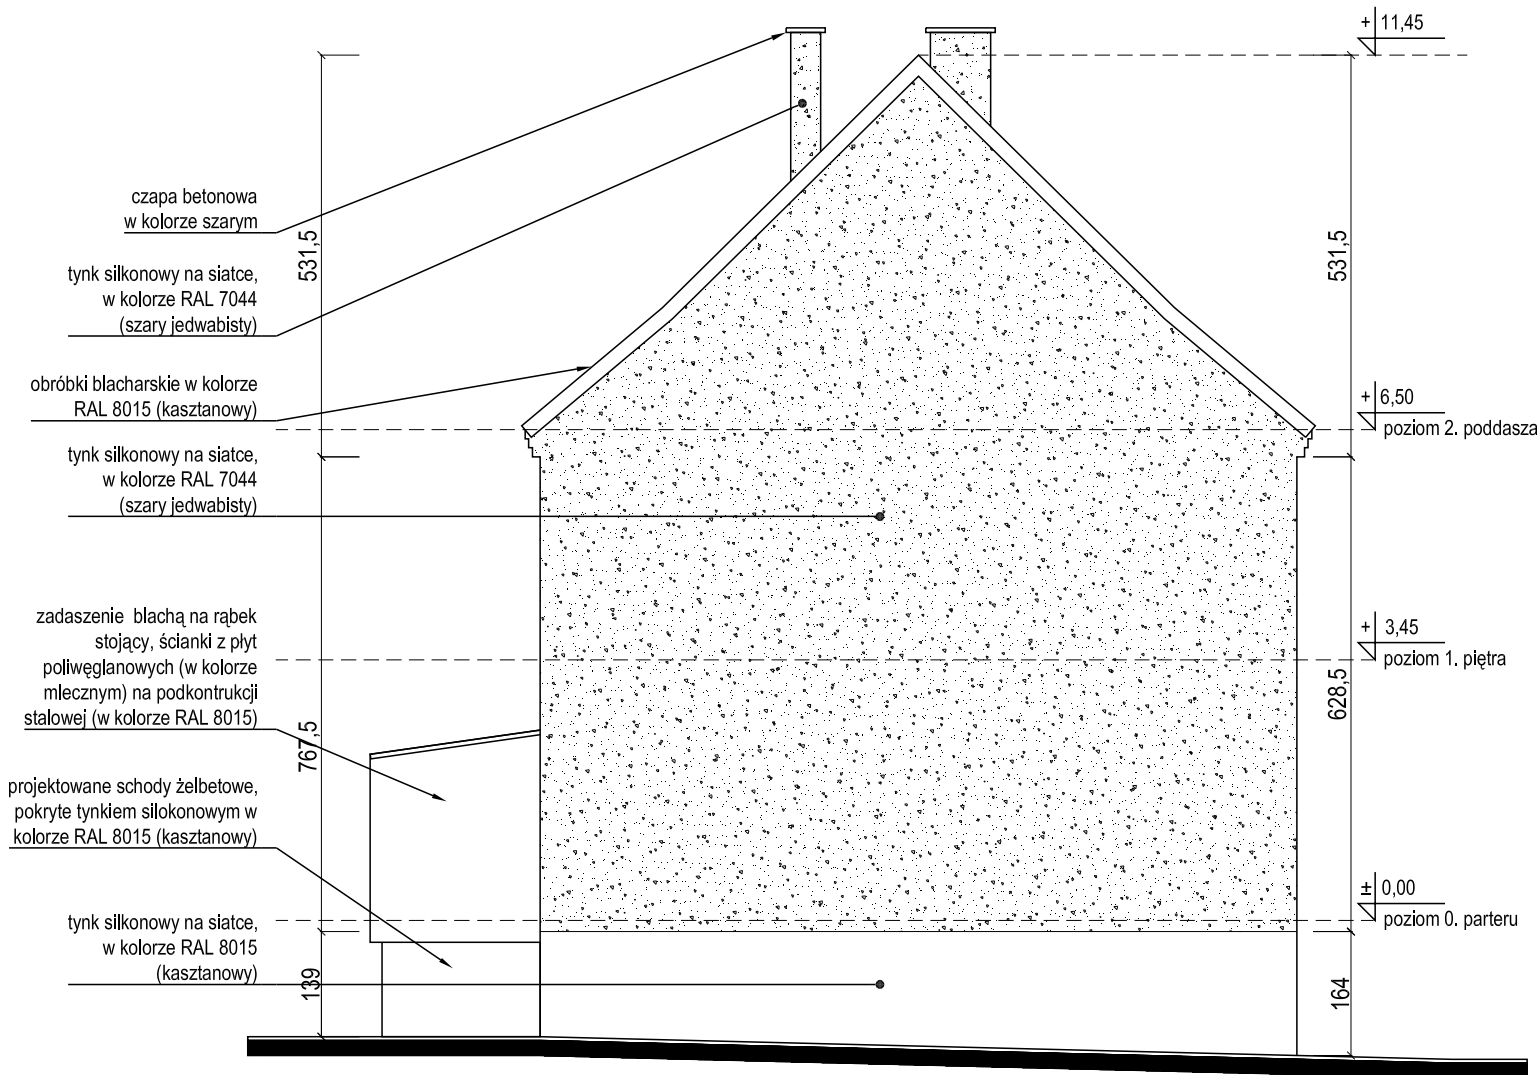 + 11,45
czapa betonowa
w kolorze szarym
531,5
531,5
tynk silkonowy na siatce,
w kolorze RAL 7044
(szary jedwabisty)
obróbki blacharskie w kolorze
RAL 8015 (kasztanowy)
+ 6,50
poziom 2. poddasza
tynk silkonowy na siatce,
w kolorze RAL 7044
(szary jedwabisty)
zadaszenie blachą na rąbek
stojący, ścianki z płyt
poliwęglanowych (w kolorze
mlecznym) na podkontrukcji
stalowej (w kolorze RAL 8015)
+ 3,45
poziom 1. piętra
628,5
767,5
projektowane schody żelbetowe,
pokryte tynkiem silokonowym w
kolorze RAL 8015 (kasztanowy)
± 0,00
poziom 0. parteru
tynk silkonowy na siatce,
w kolorze RAL 8015
(kasztanowy)
139
164